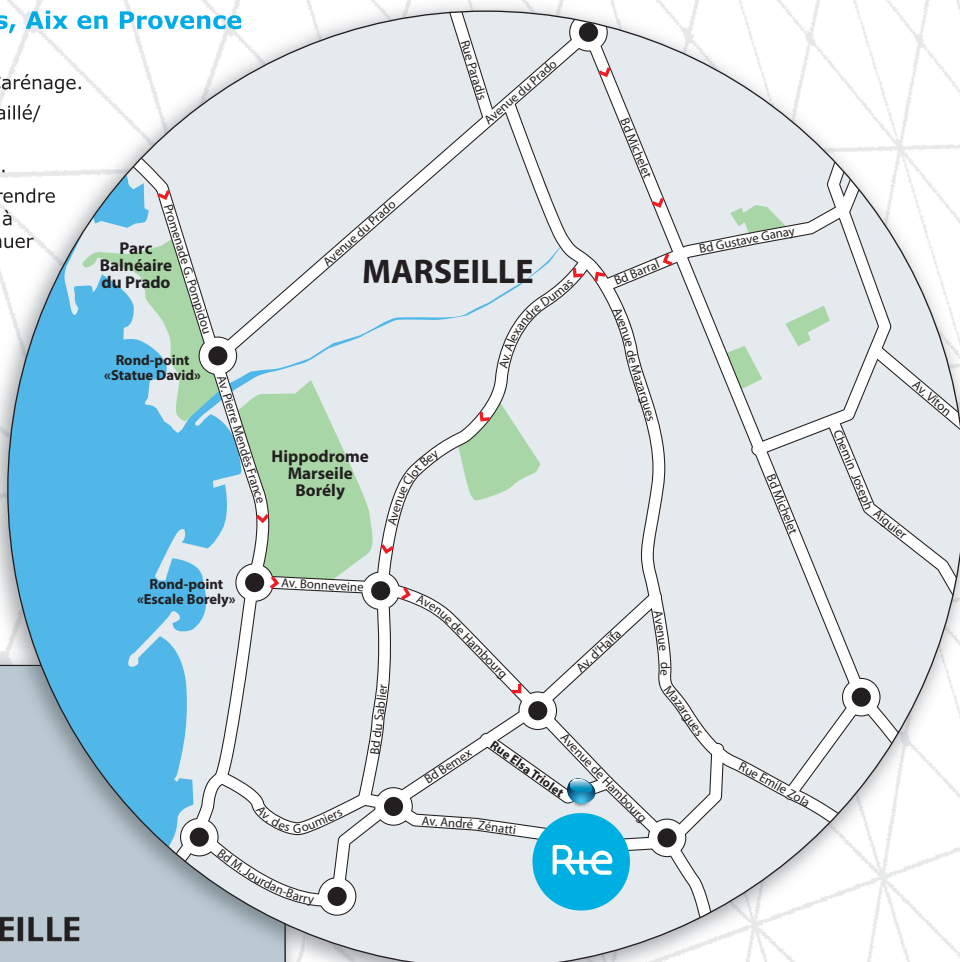 s, Aix en Provence
Carénage.
aillé/
.
rendre
à
nuer
Rue Paradis
Avenue du Prado
Bd Michelet
Promenade G. Pompidou
Avenue du Prado
Parc
Balnéaire
du Prado
MARSEILLE
Bd Barral
Bd Gustave Ganay
Av. Alexandre Dumas
Avenue de Mazargues
Rond-point
«Statue David»
Av. Pierre Mendès France
Av. Viton
Hippodrome
Marseile
Borély
Avenue Clot Bey
Chemin Joseph Aiguier
Bd Michelet
Rond-point
«Escale Borely»
Av. Bonneveine
Avenue de Hambourg
Av. d'Haïfa
Avenue de Mazargues
Bd du Sablier
Bd Bemex
Rue Elsa Triolet
Avenue de Hambourg
Rue Emile Zola
Av. des Goumiers
Av. André Zénatti
Bd M. Jourdan-Barry
Rte
EILLE